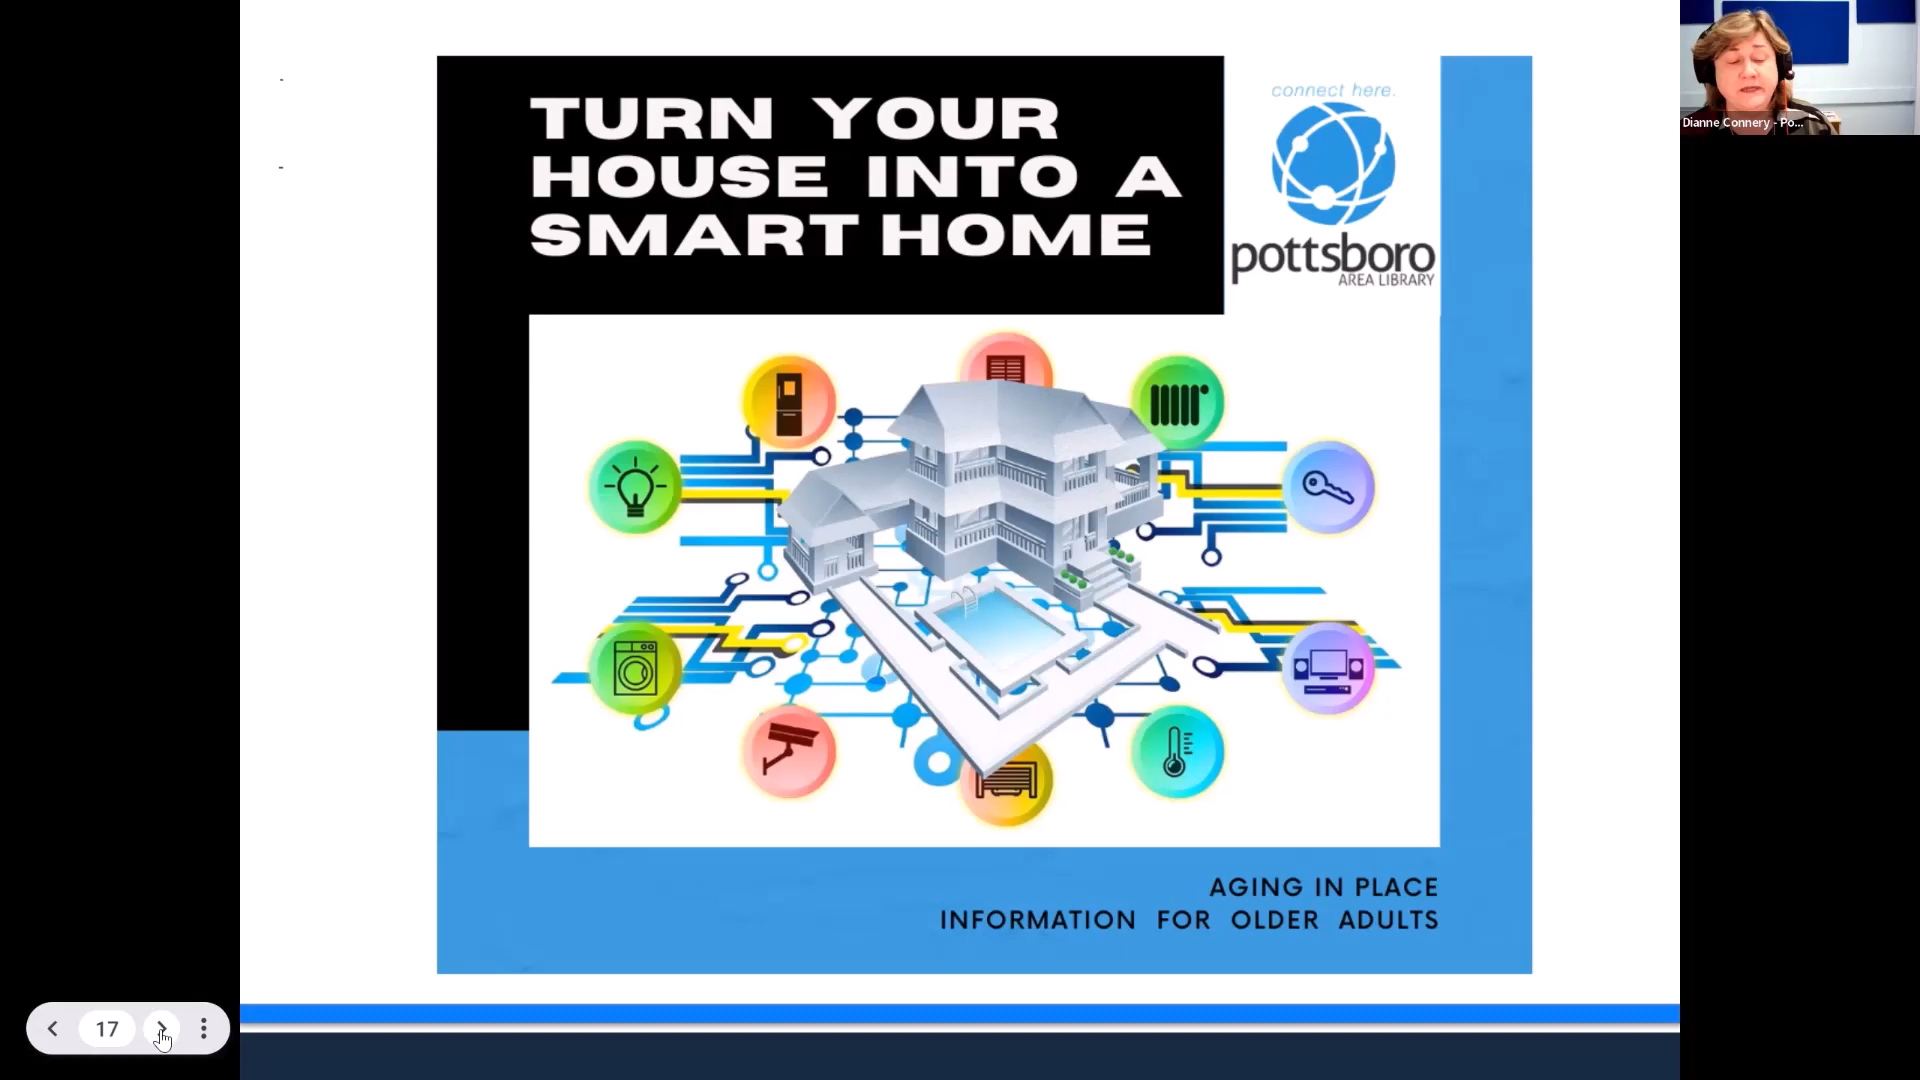 TURN YOUR
HOUSE INTO A
SMART HOME
connect here.
pottsboro
AREA LIBRARY
AGING IN PLACE
INFORMATION FOR OLDER ADULTS
Dianne Connery - Po...
17